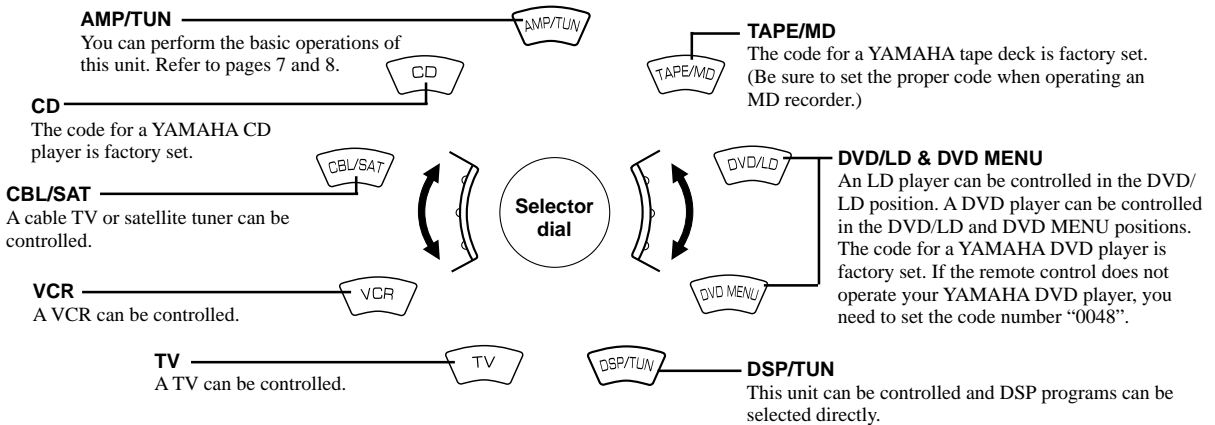 AMP/TUN
You can perform the basic operations of
this unit. Refer to pages 7 and 8.
CD
The code for a YAMAHA CD
player is factory set.
CBL/SAT
A cable TV or satellite tuner can be
controlled.
VCR
A VCR can be controlled.
TV
A TV can be controlled.
AMP/TUN
CD
CBL/SAT
VCR
TV
Selector
dial
TAPE/MD
DVD/LD
DVD MENU
DSP/TUN
TAPE/MD
The code for a YAMAHA tape deck is factory set.
(Be sure to set the proper code when operating an
MD recorder.)
DVD/LD & DVD MENU
An LD player can be controlled in the DVD/
LD position. A DVD player can be controlled
in the DVD/LD and DVD MENU positions.
The code for a YAMAHA DVD player is
factory set. If the remote control does not
operate your YAMAHA DVD player, you
need to set the code number “0048”.
DSP/TUN
This unit can be controlled and DSP programs can be
selected directly.